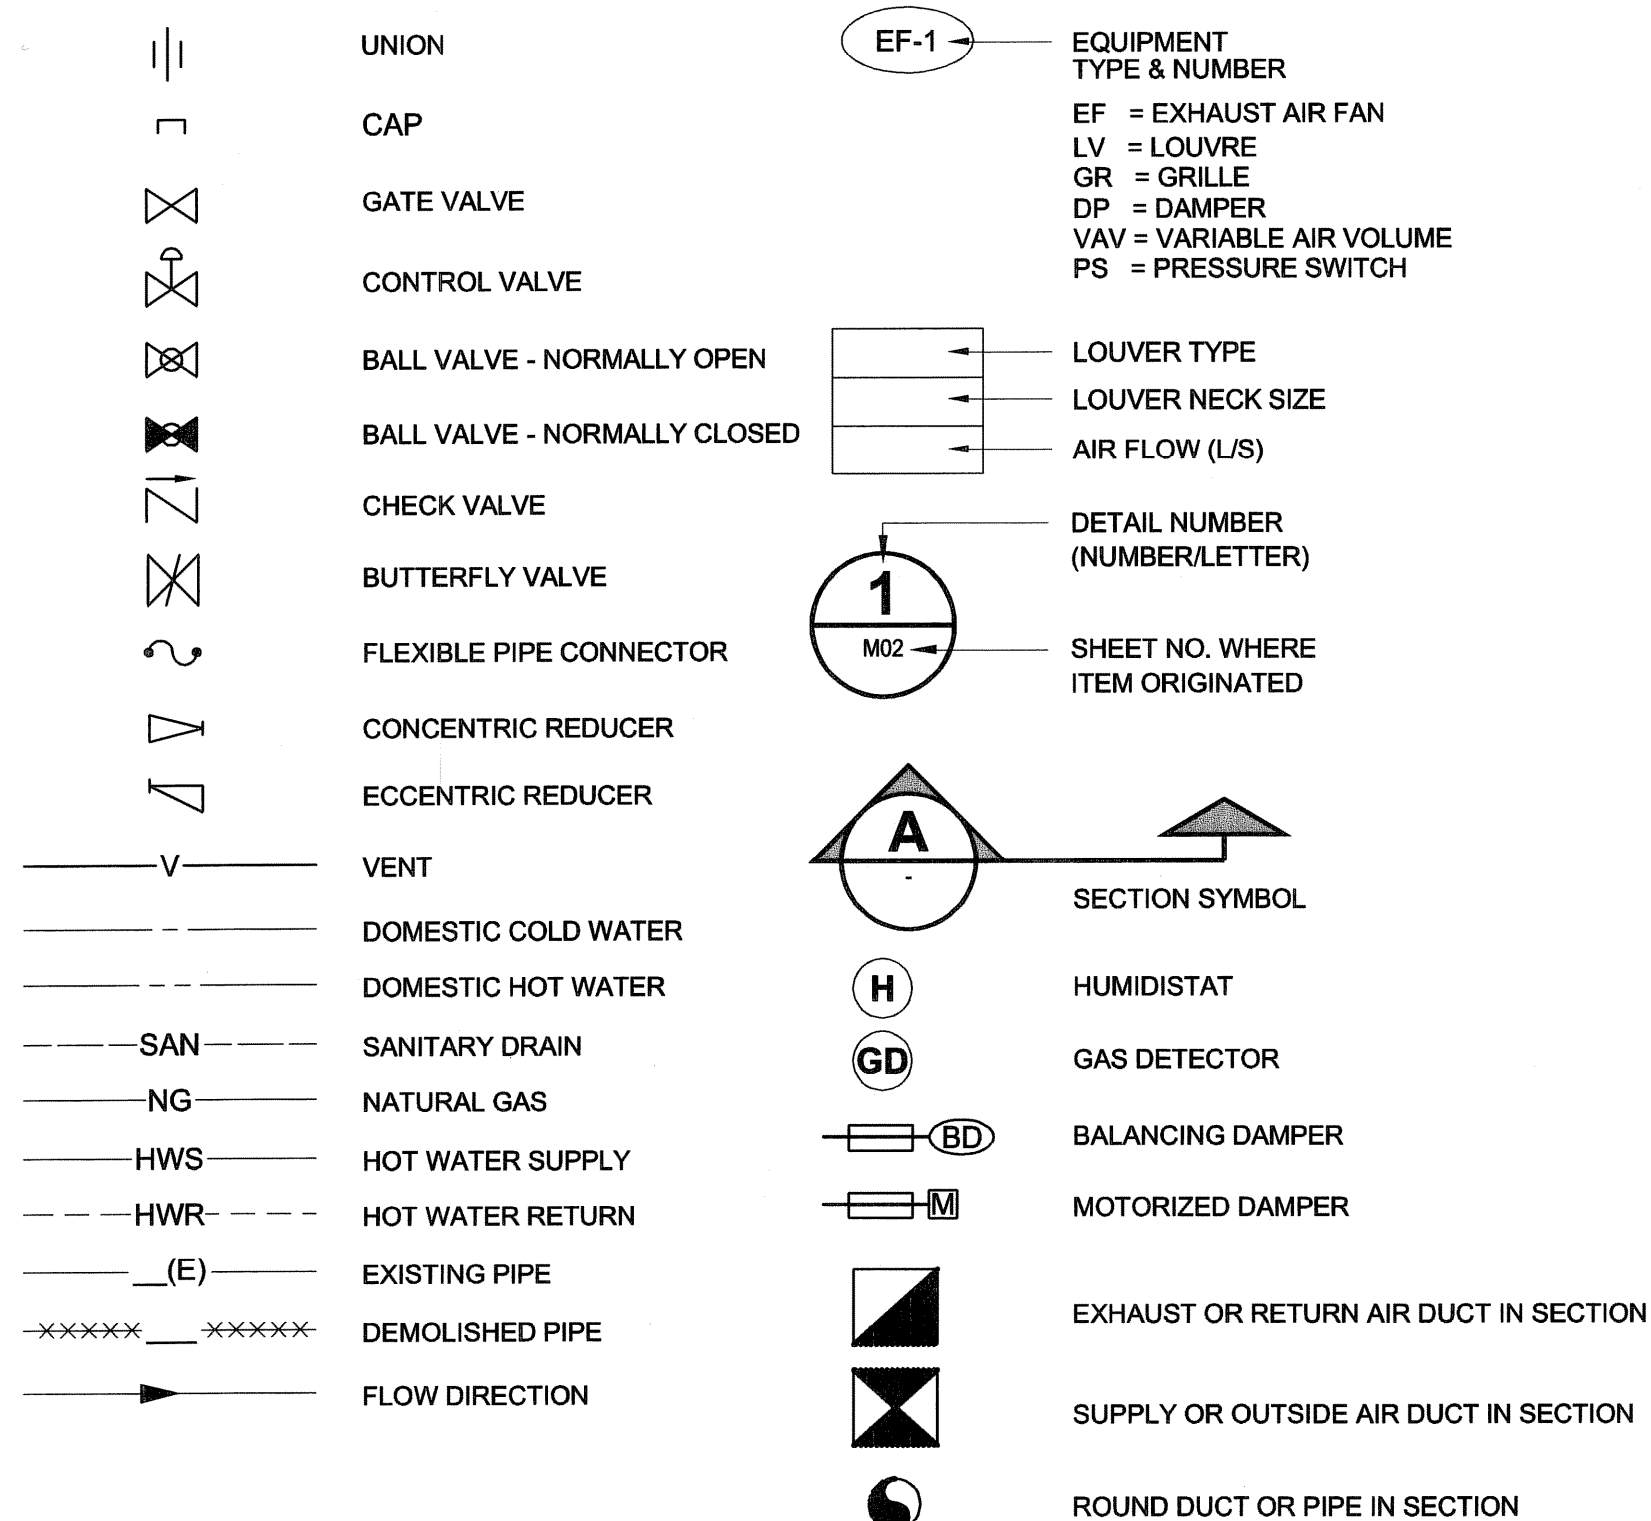 UNION
CAP
GATE VALVE
CONTROL VALVE
BALL VALVE - NORMALLY OPEN
BALL VALVE - NORMALLY CLOSED
CHECK VALVE
BUTTERFLY VALVE
FLEXIBLE PIPE CONNECTOR
CONCENTRIC REDUCER
ECCENTRIC REDUCER
V VENT
DOMESTIC COLD WATER
DOMESTIC HOT WATER
SAN SANITARY DRAIN
NG NATURAL GAS
HWS HOT WATER SUPPLY
HWR HOT WATER RETURN
__(E) EXISTING PIPE
DEMOLISHED PIPE
FLOW DIRECTION
EF-1 EQUIPMENT
TYPE & NUMBER
EF = EXHAUST AIR FAN
LV = LOUVRE
GR = GRILLE
DP = DAMPER
VAV = VARIABLE AIR VOLUME
PS = PRESSURE SWITCH
LOUVER TYPE
LOUVER NECK SIZE
AIR FLOW (L/S)
DETAIL NUMBER
(NUMBER/LETTER)
1
M02 SHEET NO. WHERE
ITEM ORIGINATED
A
-
SECTION SYMBOL
H HUMIDISTAT
GD GAS DETECTOR
BD BALANCING DAMPER
M MOTORIZED DAMPER
EXHAUST OR RETURN AIR DUCT IN SECTION
SUPPLY OR OUTSIDE AIR DUCT IN SECTION
ROUND DUCT OR PIPE IN SECTION